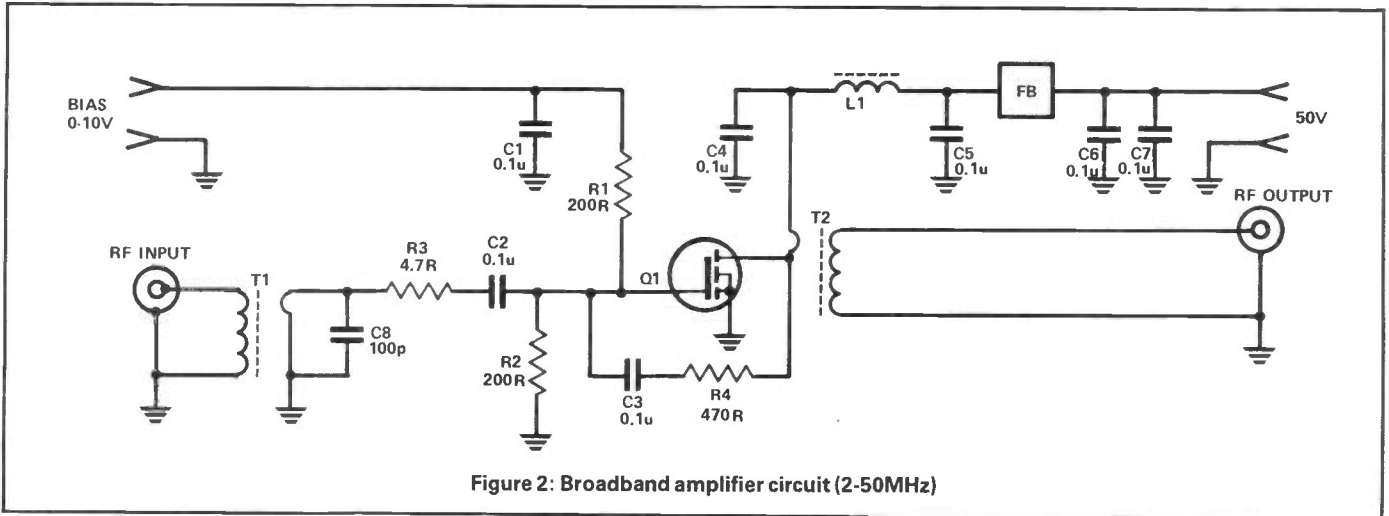 BIAS
0-10V
C1
0.1u
R1
200R
C4
0.1u
L1
C5
0.1u
FB
C6
0.1u
C7
0.1u
50V
RF INPUT
T1
C8
100p
R3
4.7R
C2
0.1u
R2
200R
Q1
C3
0.1u
R4
470R
T2
RF OUTPUT
Figure 2: Broadband amplifier circuit (2-50MHz)